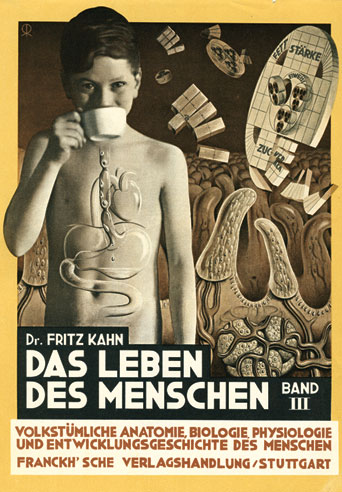 FETT
STÄRKE
ZUCKER
Dr. FRITZ KAHN
DAS LEBEN
DES MENSCHEN BAND
III
VOLKSTÜMLICHE ANATOMIE, BIOLOGIE, PHYSIOLOGIE
UND ENTWICKLUNGSGESCHICHTE DES MENSCHEN
FRANCKH'SCHE VERLAGSHANDLUNG/STUTTGART